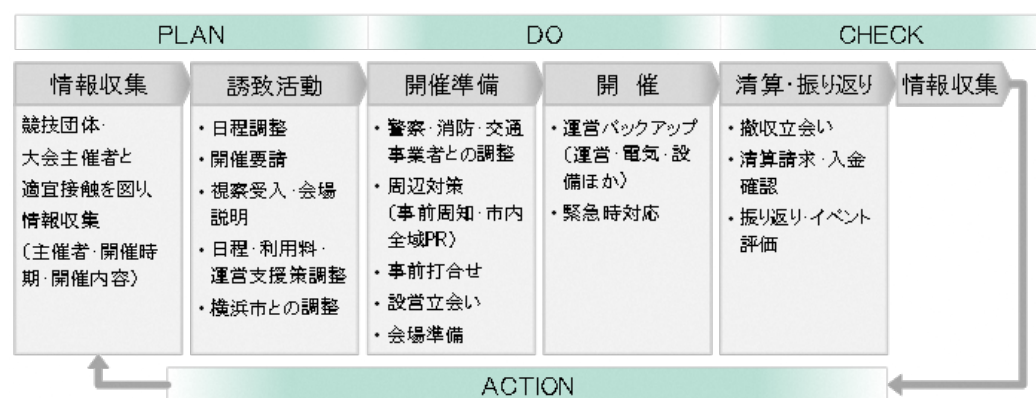 PLAN
DO
CHECK
情報収集
誘致活動
開催準備
開 催
清算・振り返り
情報収集
競技団体・
大会主催者と
適宜接触を図り、
情報収集
（主催者・開催時
期・開催内容）
・日程調整
・開催要請
・視察受入・会場
説明
・日程・利用料・
運営支援策調整
・横浜市との調整
・警察・消防・交通
事業者との調整
・周辺対策
（事前周知・市内
全域PR）
・事前打合せ
・設営立会い
・会場準備
・運営バックアップ
（運営・電気・設
備ほか）
・緊急時対応
・撤収立会い
・清算請求・入金
確認
・振り返り・イベント
評価
ACTION